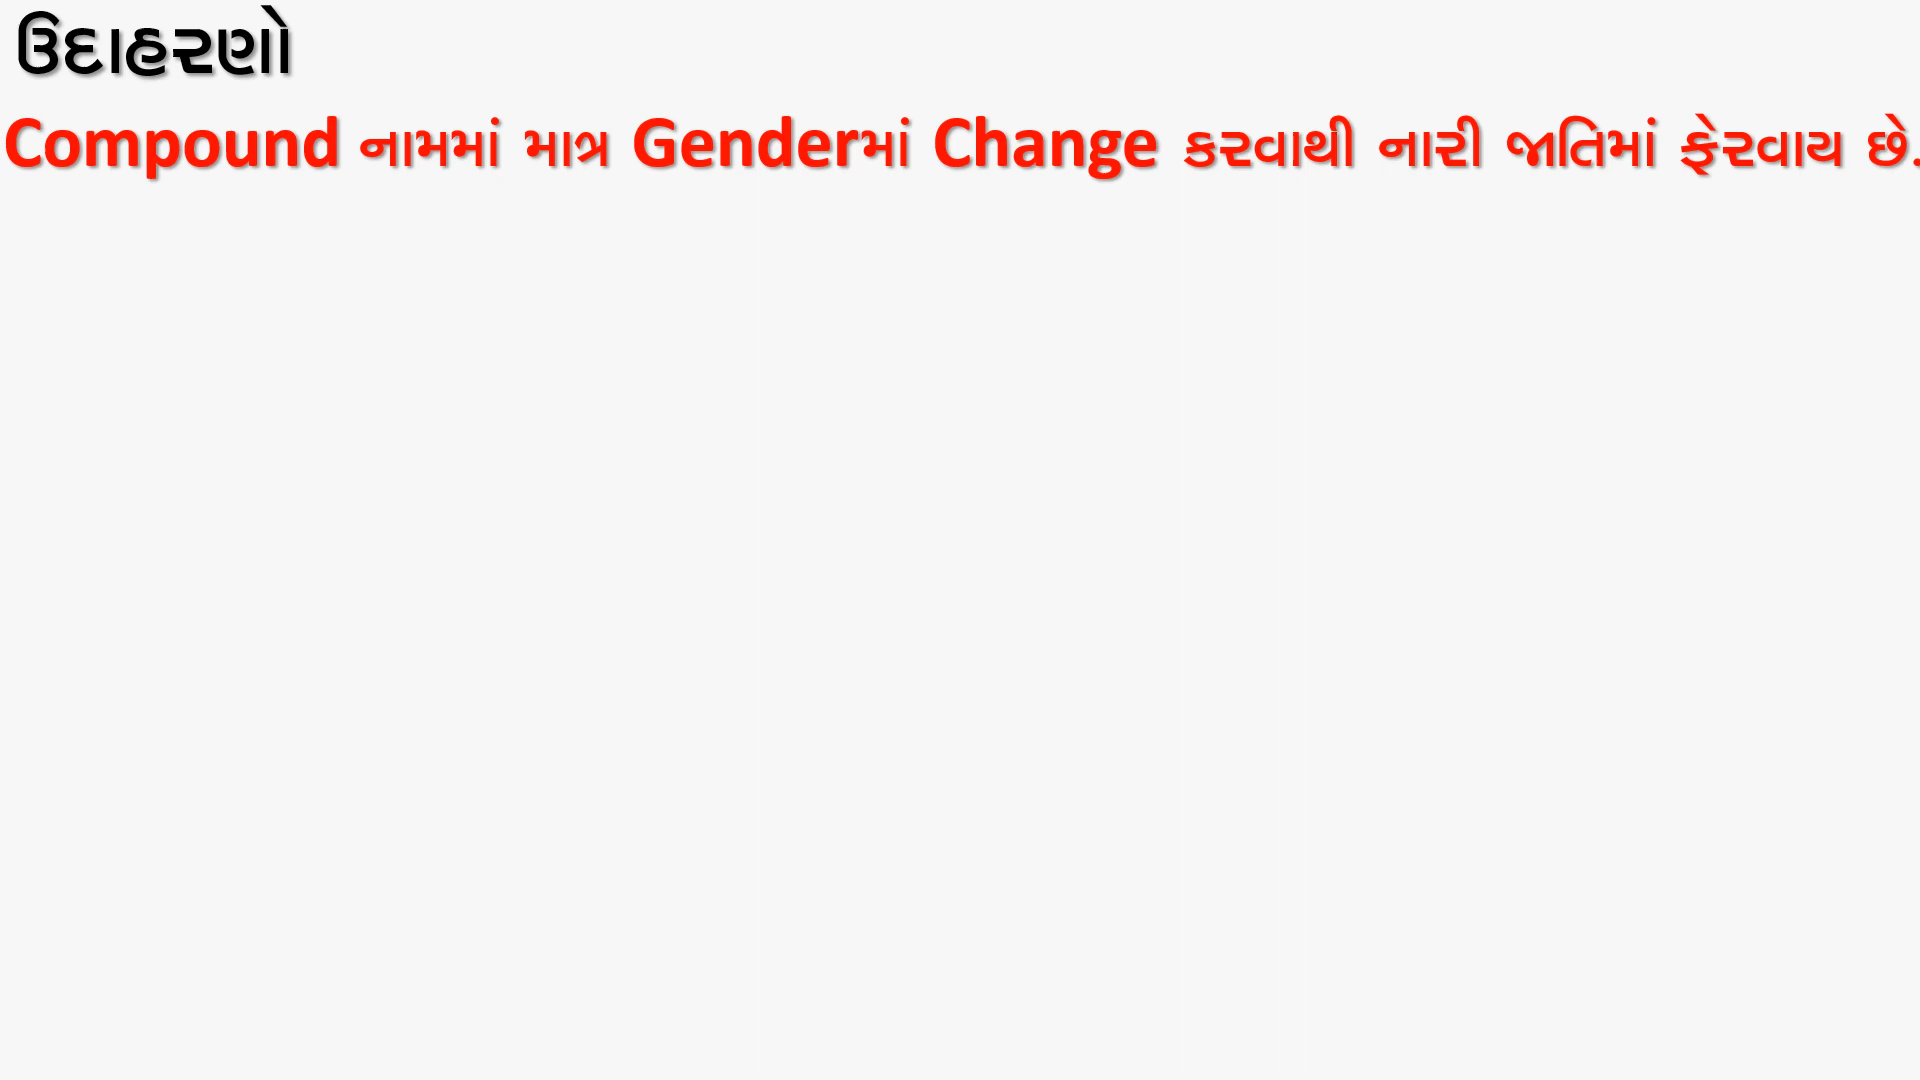 ઉદાહરણો
Compound નામમાં માત્ર Genderમાં Change કરવાથી નારી જાતિમાં ફેરવાય છે.